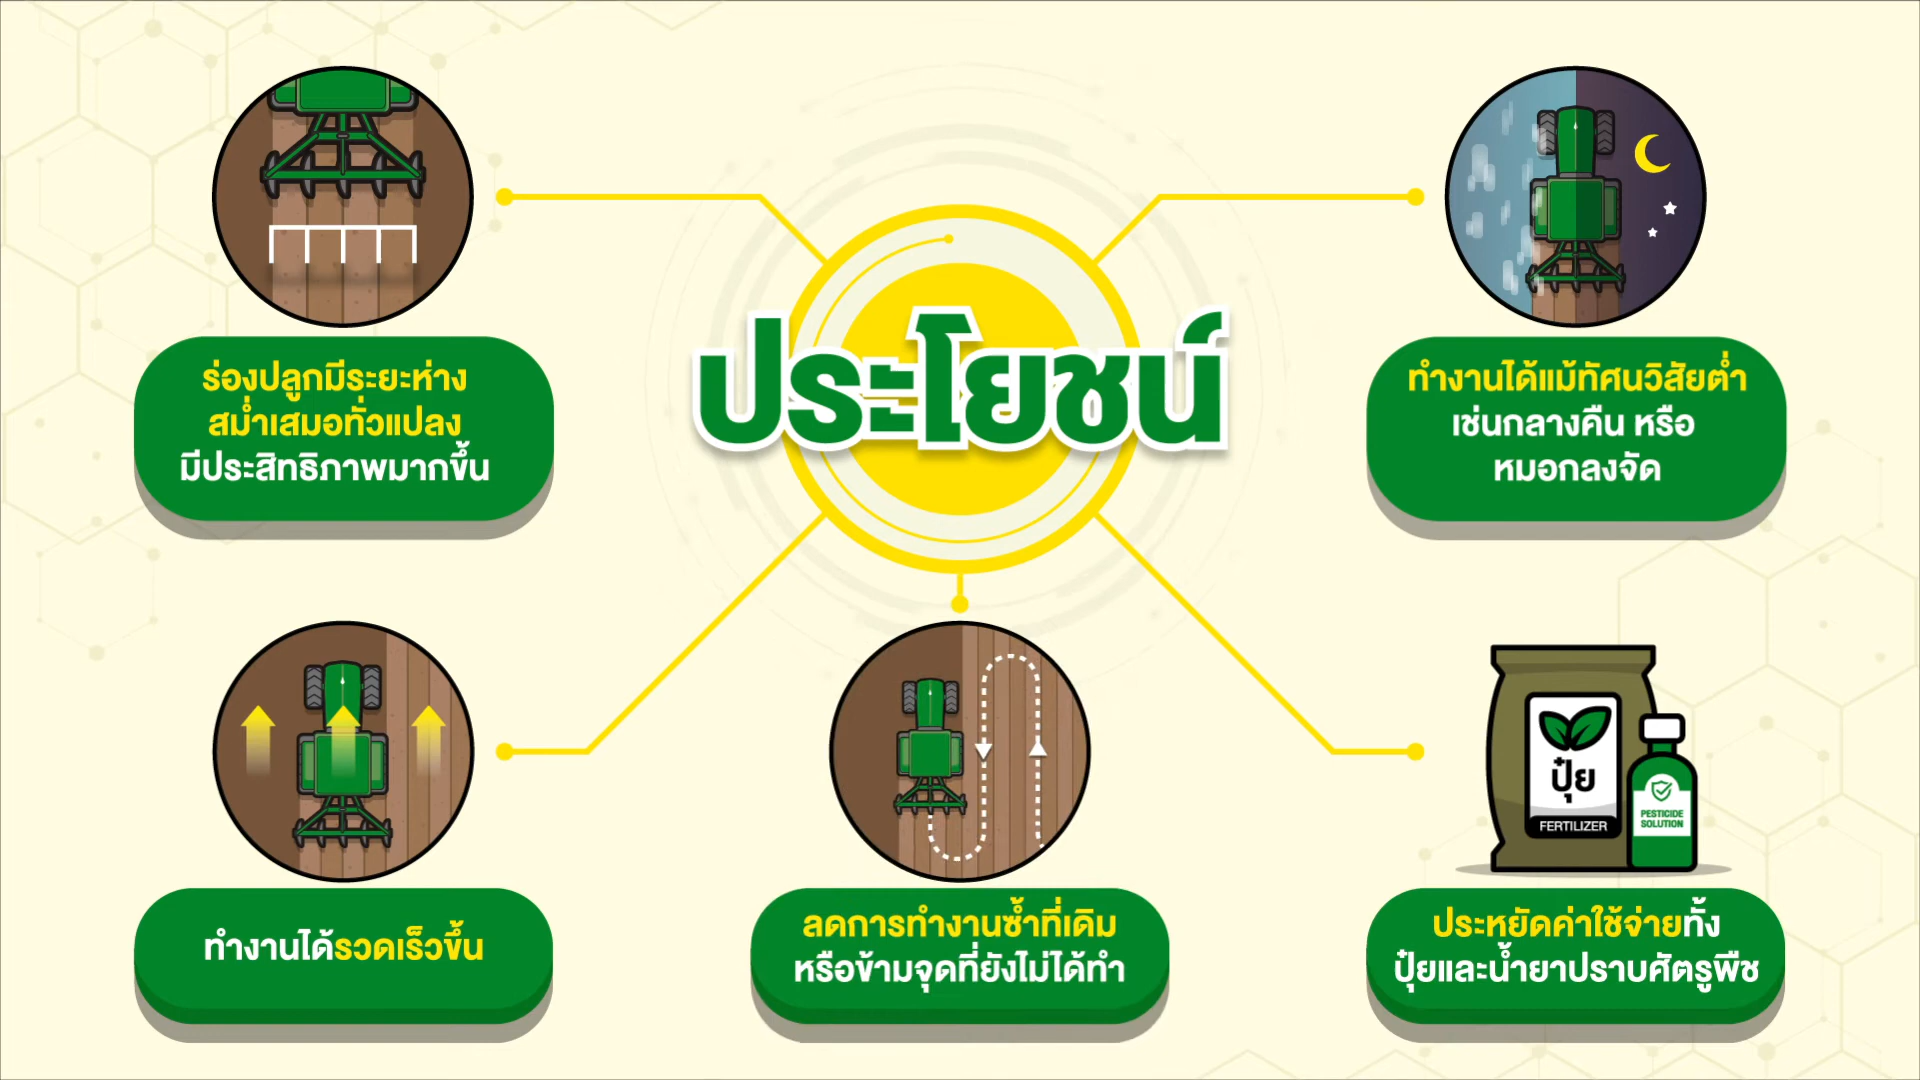 ประโยชน์
ร่องปลูกมีระยะห่าง
สม่ำเสมอทั่วแปลง
มีประสิทธิภาพมากขึ้น
ทำงานได้แม้ทัศนวิสัยต่ำ
เช่นกลางคืน หรือ
หมอกลงจัด
ทำงานได้รวดเร็วขึ้น
ลดการทำงานซ้ำที่เดิม
หรือข้ามจุดที่ยังไม่ได้ทำ
ปุ๋ย
FERTILIZER
PESTICIDE
SOLUTION
ประหยัดค่าใช้จ่ายทั้ง
ปุ๋ยและน้ำยาปราบศัตรูพืช